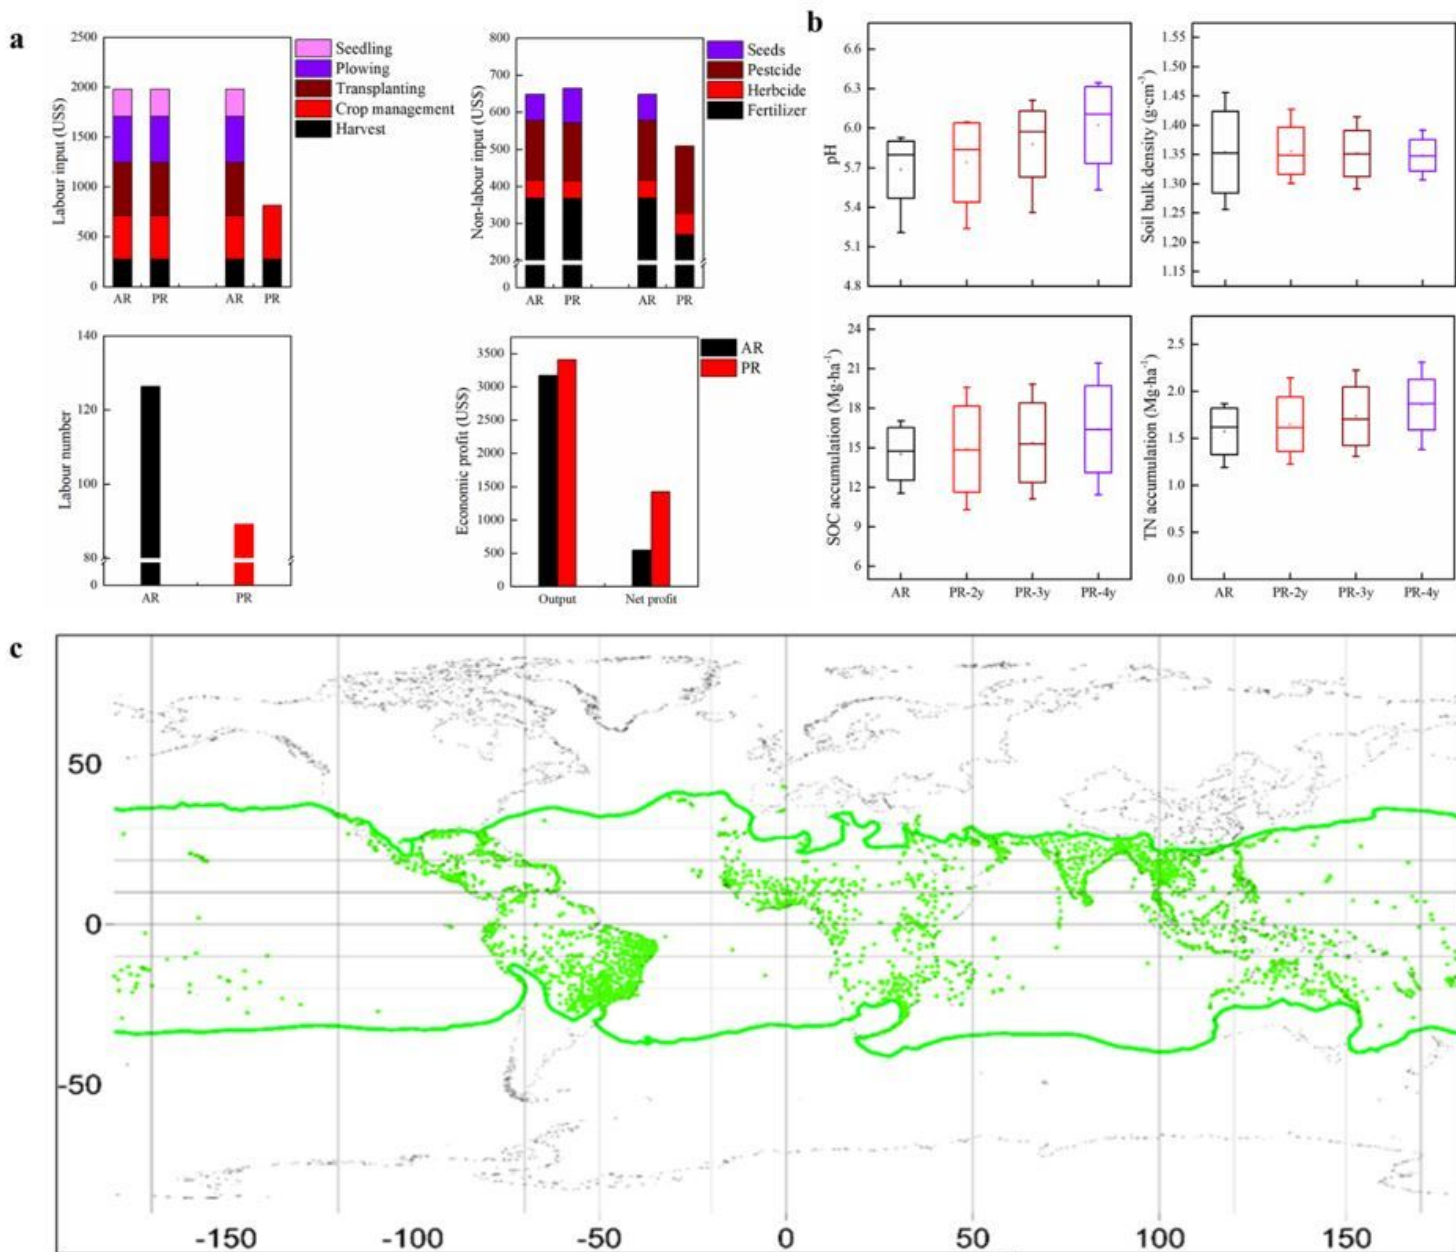 a
Labour input (US$)
2500
2000
1500
1000
500
0
AR PR AR PR
Seedling
Plowing
Transplanting
Crop management
Harvest
Non-labour input (US$)
800
700
600
500
400
300
200
0
AR PR AR PR
Seeds
Pestcide
Herbcide
Fertilizer
Labour number
140
120
100
80
0
AR PR
Economic profit (US$)
3500
3000
2500
2000
1500
1000
500
0
Output Net profit
AR
PR
b
pH
6.6
6.3
6.0
5.7
5.4
5.1
4.8
Soil bulk density (g·cm⁻³)
1.55
1.50
1.45
1.40
1.35
1.30
1.20
1.15
SOC accumulation (Mg·ha⁻¹)
24
21
18
15
12
9
6
AR PR-2y PR-3y PR-4y
TN accumulation (Mg·ha⁻¹)
2.5
2.0
1.5
1.0
0.5
0.0
AR PR-2y PR-3y PR-4y
c
50
0
-50
-150 -100 -50 0 50 100 150